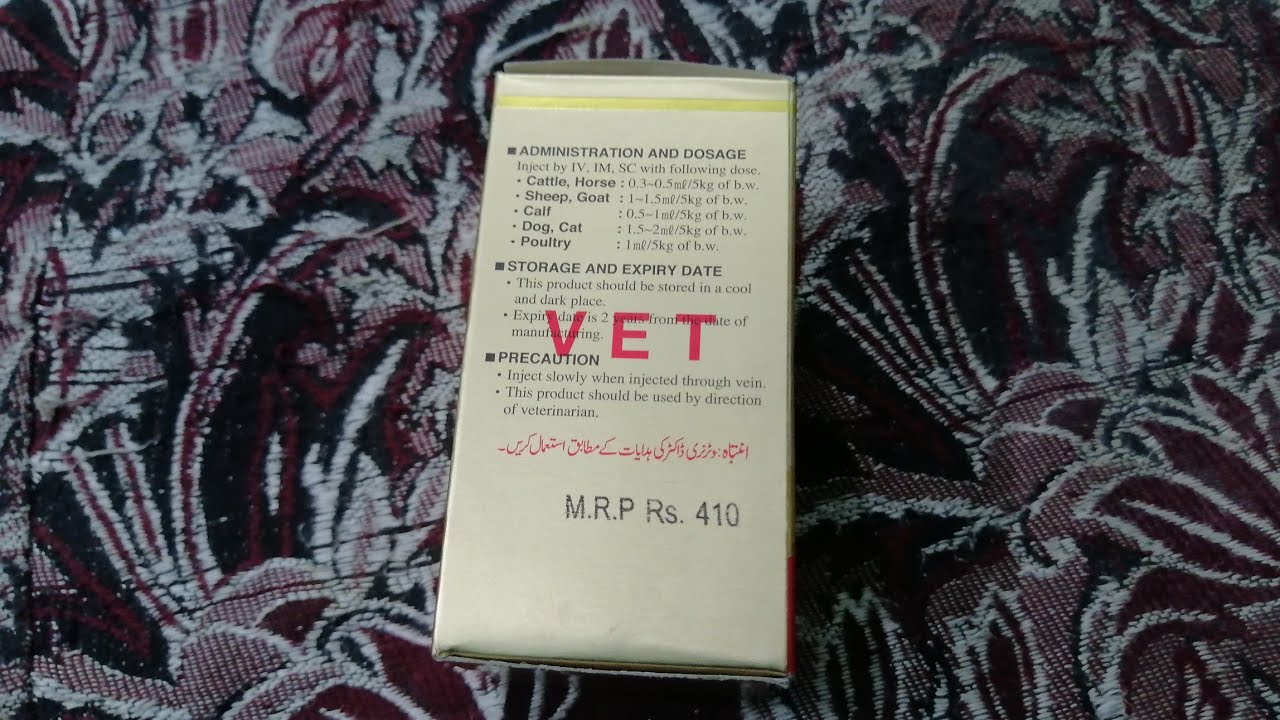 ■ ADMINISTRATION AND DOSAGE
Inject by IV, IM, SC with following dose.
• Cattle, Horse : 0.3~0.5㎖/5kg of b.w.
• Sheep, Goat : 1~1.5㎖/5kg of b.w.
• Calf : 0.5~1㎖/5kg of b.w.
• Dog, Cat : 1.5~2㎖/5kg of b.w.
• Poultry : 1㎖/5kg of b.w.
■ STORAGE AND EXPIRY DATE
• This product should be stored in a cool
and dark place.
• Expiry date is 2 years from the date of
manufacturing.
VET
■ PRECAUTION
• Inject slowly when injected through vein.
• This product should be used by direction
of veterinarian.
انتباہ: وٹرنری ڈاکٹر کی ہدایات کے مطابق استعمال کریں۔
M.R.P Rs. 410